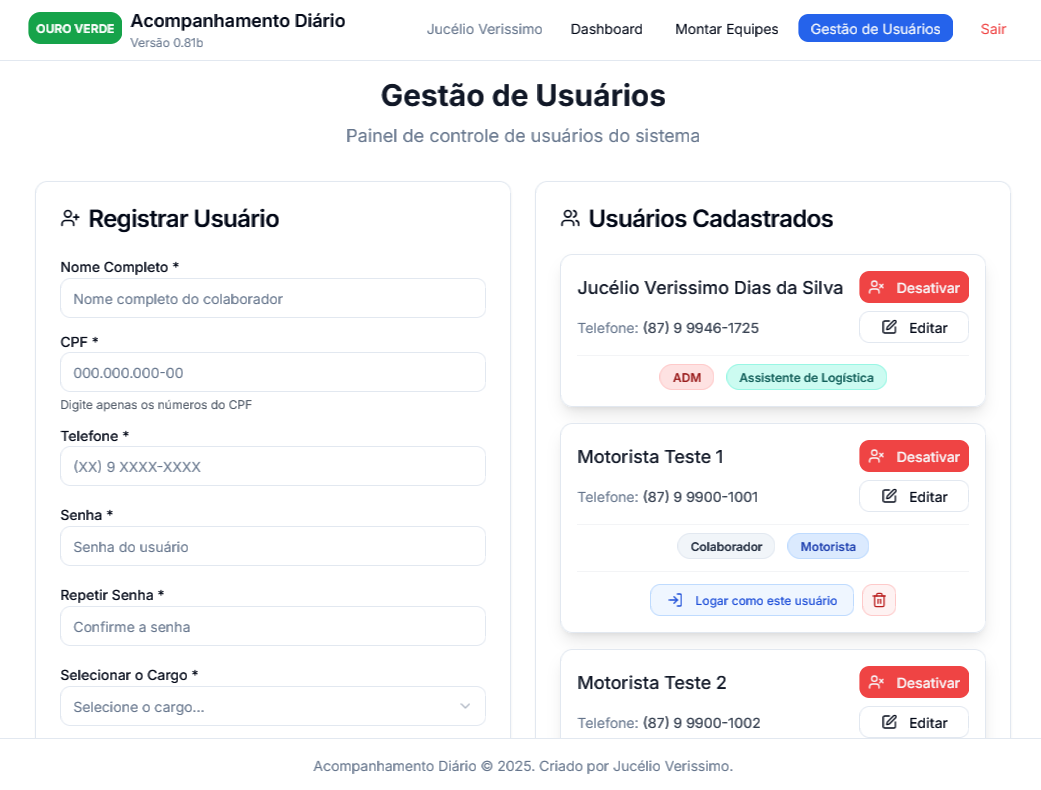 OURO VERDE
Acompanhamento Diário
Versão 0.81b
Jucélio Verissimo
Dashboard
Montar Equipes
Gestão de Usuários
Sair
Gestão de Usuários
Painel de controle de usuários do sistema
Registrar Usuário
Nome Completo *
Nome completo do colaborador
CPF *
000.000.000-00
Digite apenas os números do CPF
Telefone *
(XX) 9 XXXX-XXXX
Senha *
Senha do usuário
Repetir Senha *
Confirme a senha
Selecionar o Cargo *
Selecione o cargo...
Usuários Cadastrados
Jucélio Verissimo Dias da Silva
Desativar
Telefone: (87) 9 9946-1725
Editar
ADM
Assistente de Logística
Motorista Teste 1
Desativar
Telefone: (87) 9 9900-1001
Editar
Colaborador
Motorista
Logar como este usuário
Motorista Teste 2
Desativar
Telefone: (87) 9 9900-1002
Editar
Acompanhamento Diário © 2025. Criado por Jucélio Verissimo.